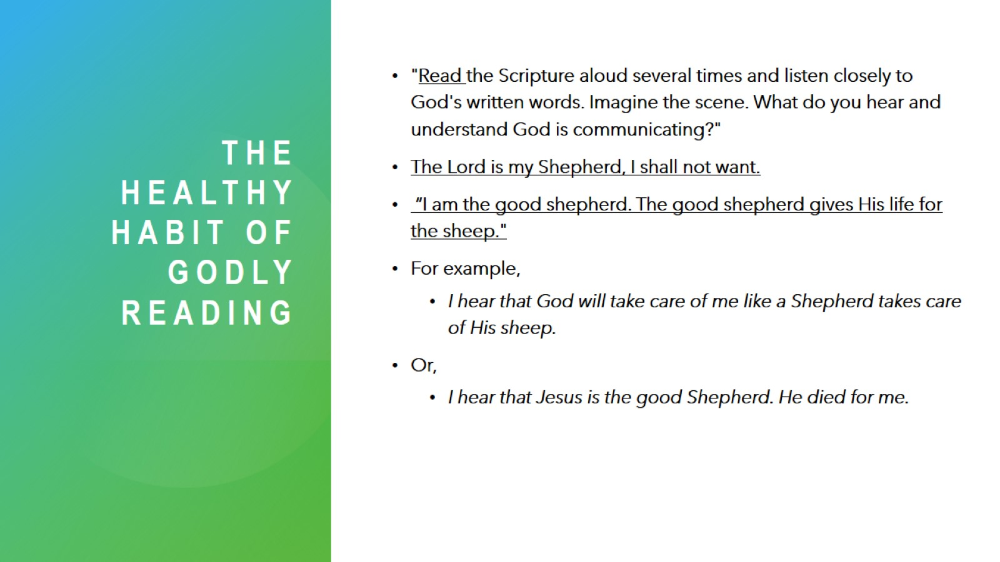 THE
HEALTHY
HABIT OF
GODLY
READING
• "Read the Scripture aloud several times and listen closely to
God's written words. Imagine the scene. What do you hear and
understand God is communicating?"
• The Lord is my Shepherd, I shall not want.
• “I am the good shepherd. The good shepherd gives His life for
the sheep."
• For example,
• I hear that God will take care of me like a Shepherd takes care
of His sheep.
• Or,
• I hear that Jesus is the good Shepherd. He died for me.